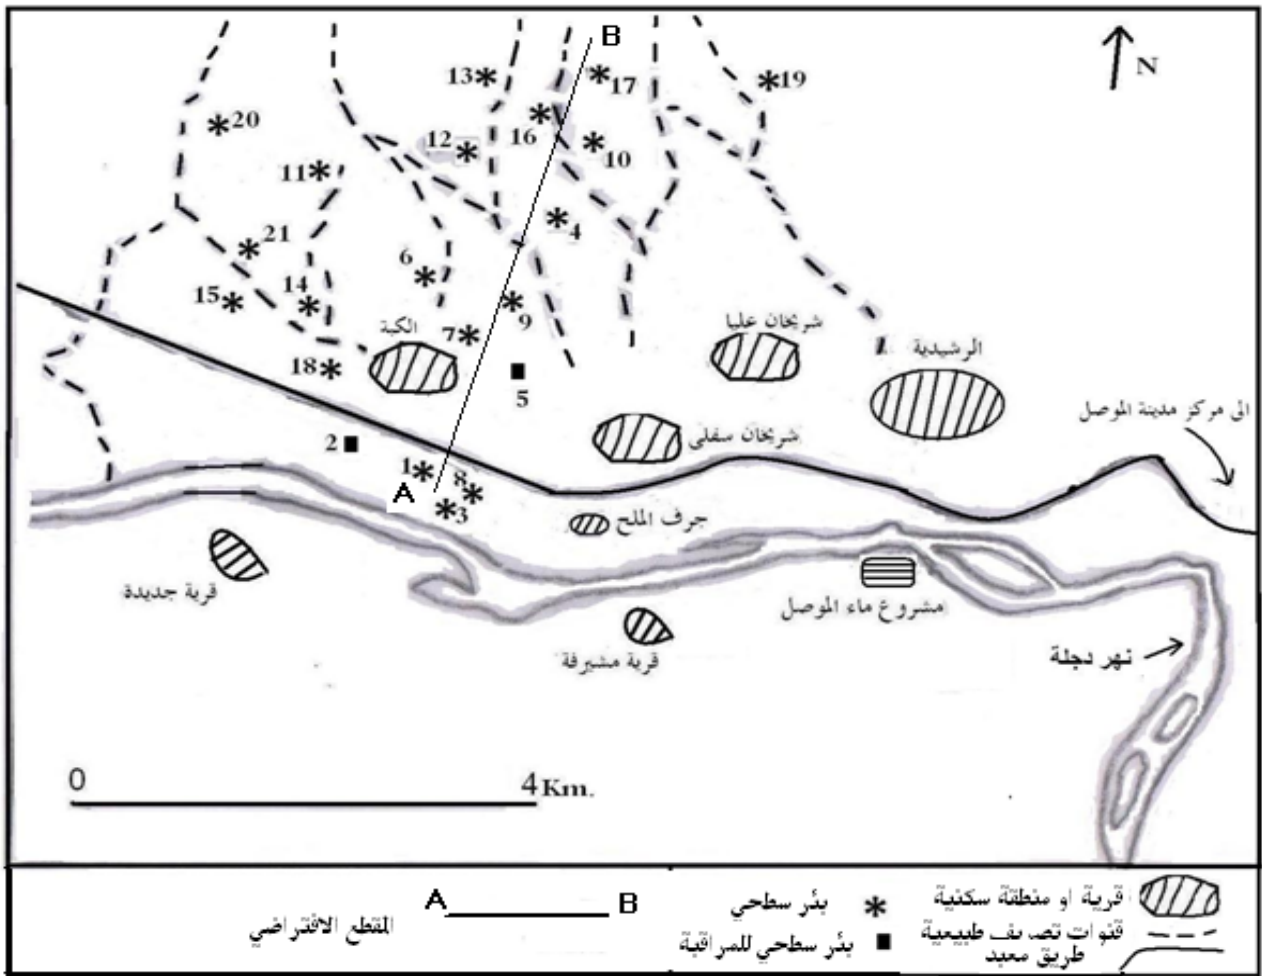 B
N
13
17
19
20
12
16
10
11
4
21
6
15
14
9
7
الكبة
شريخان عليا
الرشيدية
18
5
الى مركز مدينة الموصل
2
شريخان سفلى
1
8
A
3
جرف الملح
قرية جديدة
مشروع ماء الموصل
قرية مشيرفة
نهر دجلة
0
4 Km.
قرية او منطقة سكنية
قنوات تصريف طبيعية
طريق معبد
بئر سطحي
بئر سطحي للمراقبة
A B
المقطع الافتراضي